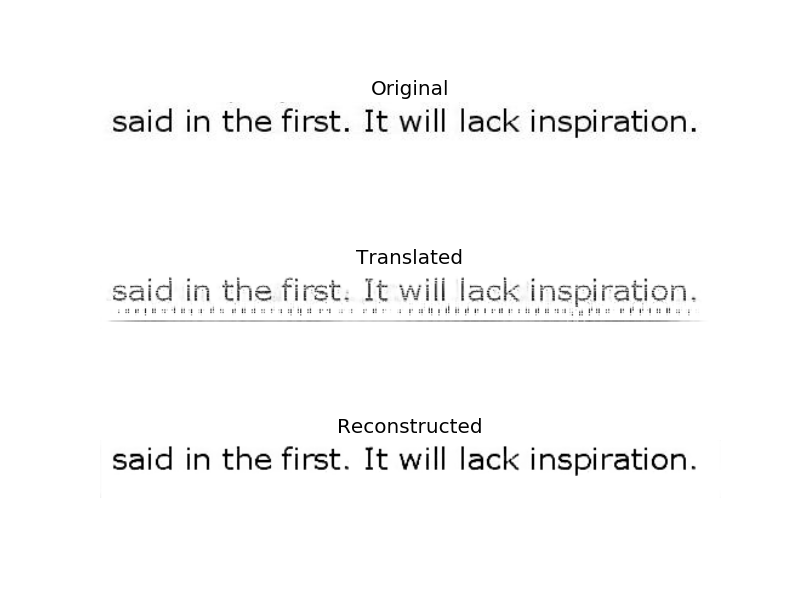 Original
said in the first. It will lack inspiration.
Translated
said in the first. It will lack inspiration.
Reconstructed
said in the first. It will lack inspiration.